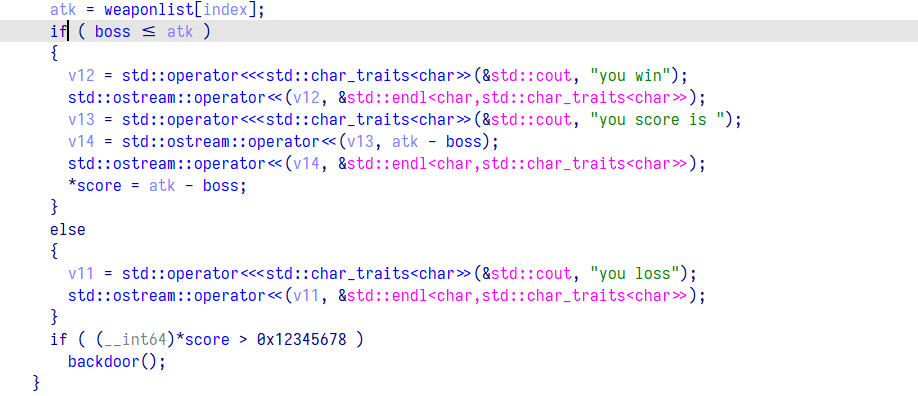 atk = weaponlist[index];
if ( boss <= atk )
{
v12 = std::operator<<<std::char_traits<char>>(&std::cout, "you win");
std::ostream::operator<<(v12, &std::endl<char,std::char_traits<char>>);
v13 = std::operator<<<std::char_traits<char>>(&std::cout, "you score is ");
v14 = std::ostream::operator<<(v13, atk - boss);
std::ostream::operator<<(v14, &std::endl<char,std::char_traits<char>>);
*score = atk - boss;
}
else
{
v11 = std::operator<<<std::char_traits<char>>(&std::cout, "you loss");
std::ostream::operator<<(v11, &std::endl<char,std::char_traits<char>>);
}
if ( (__int64)*score > 0x12345678 )
backdoor();
}